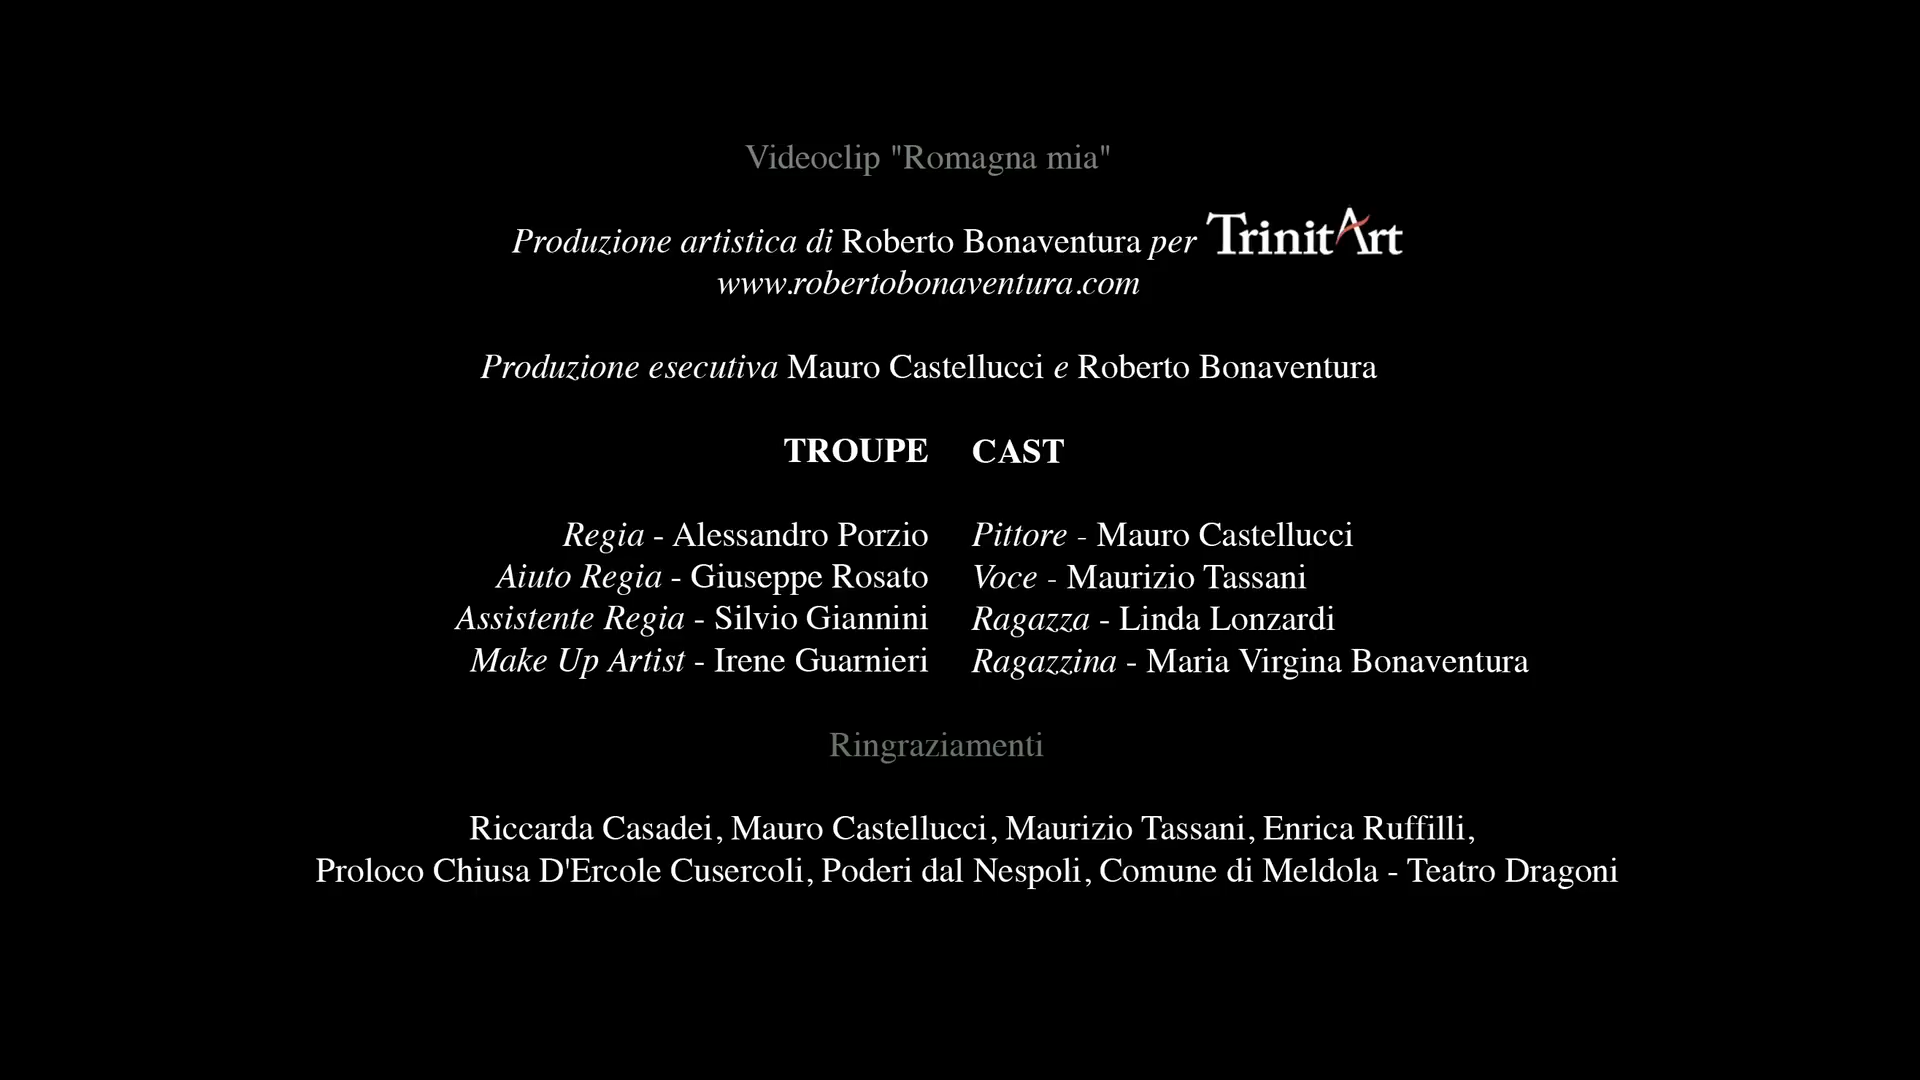 Videoclip "Romagna mia"
Produzione artistica di Roberto Bonaventura per TrinitArt
www.robertobonaventura.com
Produzione esecutiva Mauro Castellucci e Roberto Bonaventura
TROUPE
Regia - Alessandro Porzio
Aiuto Regia - Giuseppe Rosato
Assistente Regia - Silvio Giannini
Make Up Artist - Irene Guarnieri
CAST
Pittore - Mauro Castellucci
Voce - Maurizio Tassani
Ragazza - Linda Lonzardi
Ragazzina - Maria Virgina Bonaventura
Ringraziamenti
Riccarda Casadei, Mauro Castellucci, Maurizio Tassani, Enrica Ruffilli,
Proloco Chiusa D'Ercole Cusercoli, Poderi dal Nespoli, Comune di Meldola - Teatro Dragoni